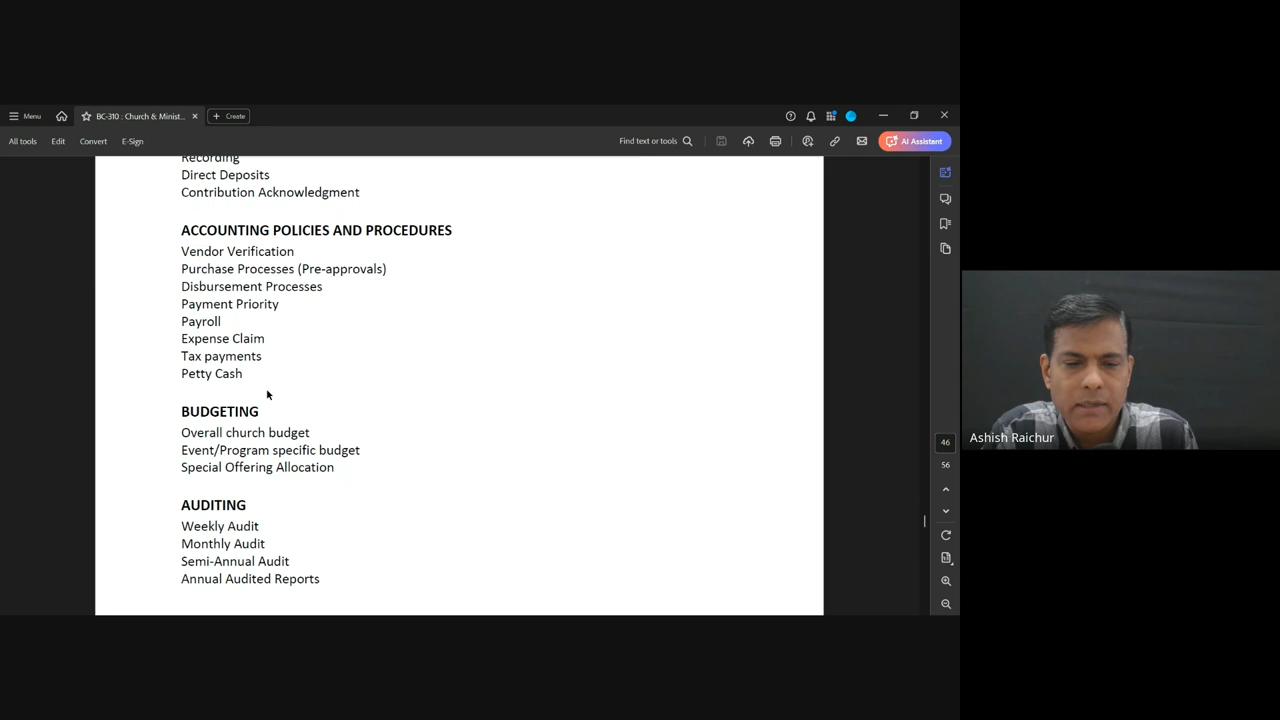 Menu
BC-310 : Church & Minist...
Create
All tools
Edit
Convert
E-Sign
Find text or tools
AI Assistant
Recording
Direct Deposits
Contribution Acknowledgment
ACCOUNTING POLICIES AND PROCEDURES
Vendor Verification
Purchase Processes (Pre-approvals)
Disbursement Processes
Payment Priority
Payroll
Expense Claim
Tax payments
Petty Cash
BUDGETING
Overall church budget
Event/Program specific budget
Special Offering Allocation
AUDITING
Weekly Audit
Monthly Audit
Semi-Annual Audit
Annual Audited Reports
46
56
Ashish Raichur